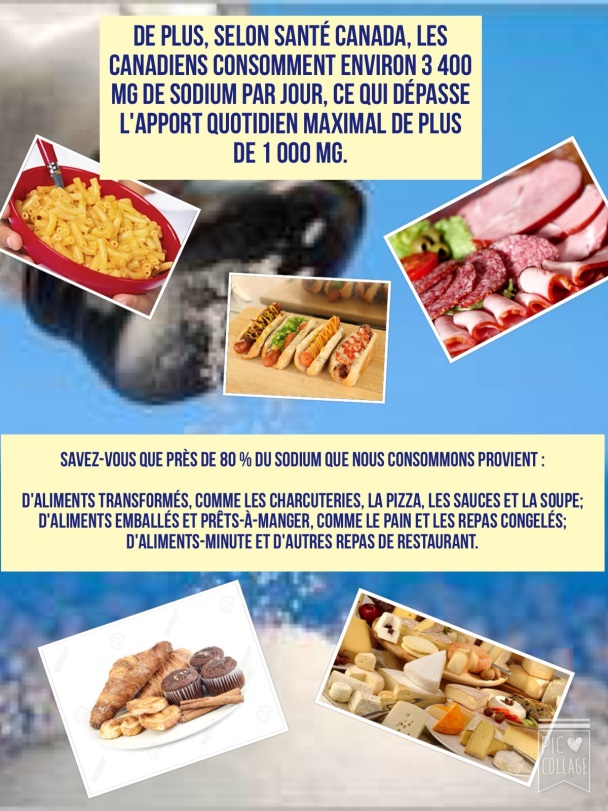 DE PLUS, SELON SANTÉ CANADA, LES
CANADIENS CONSOMMENT ENVIRON 3 400
MG DE SODIUM PAR JOUR, CE QUI DÉPASSE
L'APPORT QUOTIDIEN MAXIMAL DE PLUS
DE 1 000 MG.
SAVEZ-VOUS QUE PRÈS DE 80 % DU SODIUM QUE NOUS CONSOMMONS PROVIENT :
D'ALIMENTS TRANSFORMÉS, COMME LES CHARCUTERIES, LA PIZZA, LES SAUCES ET LA SOUPE;
D'ALIMENTS EMBALLÉS ET PRÊTS-À-MANGER, COMME LE PAIN ET LES REPAS CONGELÉS;
D'ALIMENTS-MINUTE ET D'AUTRES REPAS DE RESTAURANT.
PIC
COLLAGE